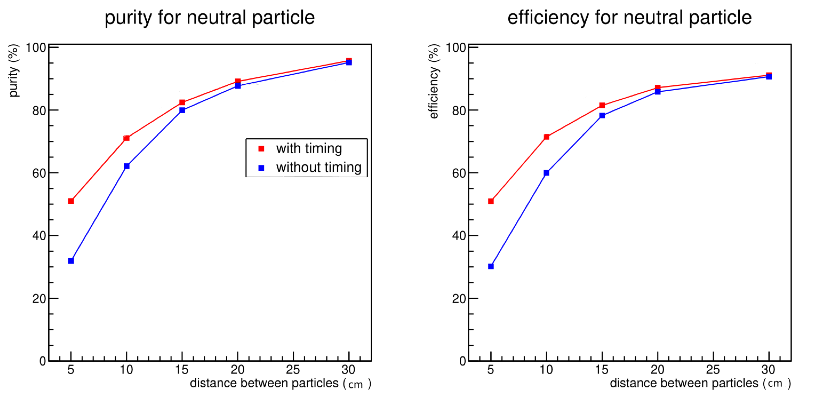 purity for neutral particle
purity (%)
100
80
60
40
20
0
with timing
without timing
5 10 15 20 25 30
distance between particles ( cm )
efficiency for neutral particle
efficiency (%)
100
80
60
40
20
0
5 10 15 20 25 30
distance between particles ( cm )